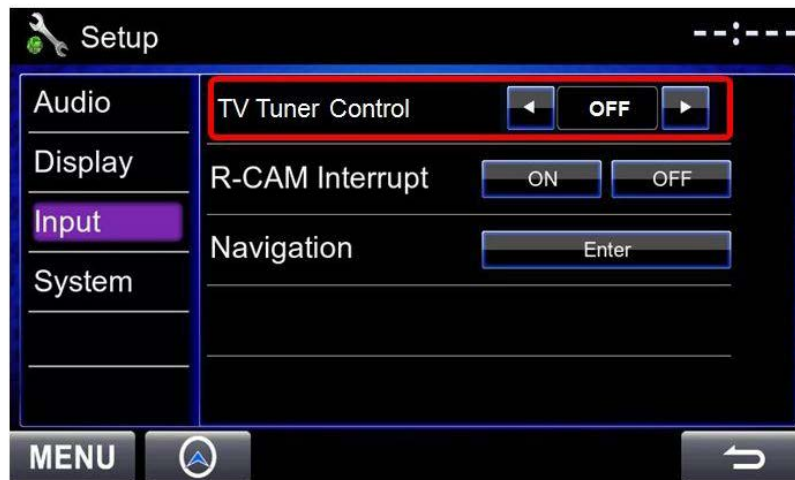 Setup
--:---
Audio
Display
Input
System
TV Tuner Control OFF
R-CAM Interrupt ON OFF
Navigation Enter
MENU